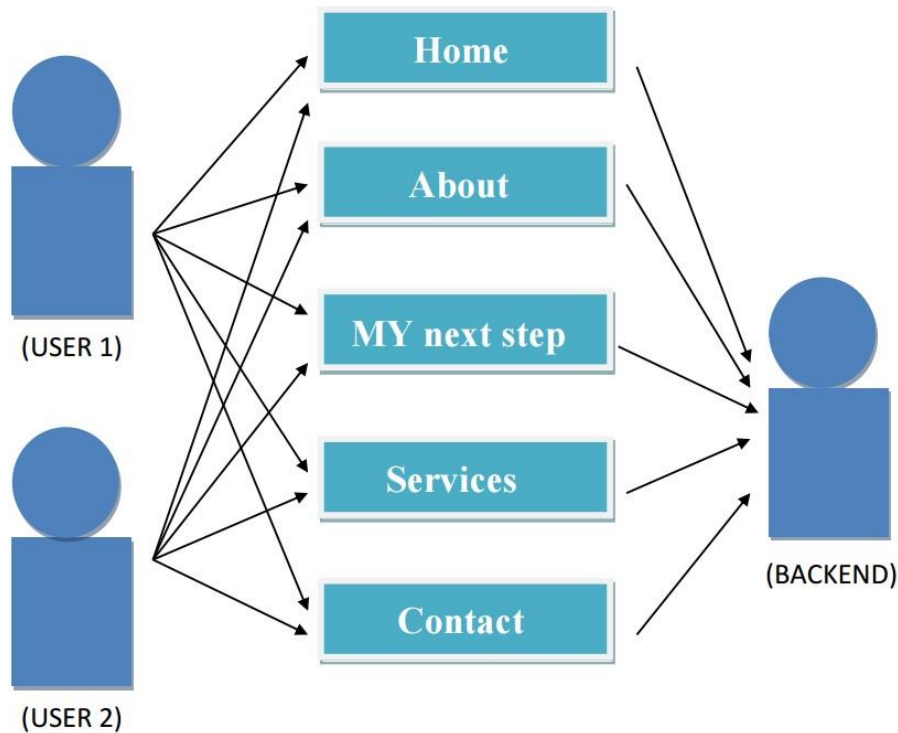 Home
About
MY next step
Services
Contact
(USER 1)
(USER 2)
(BACKEND)